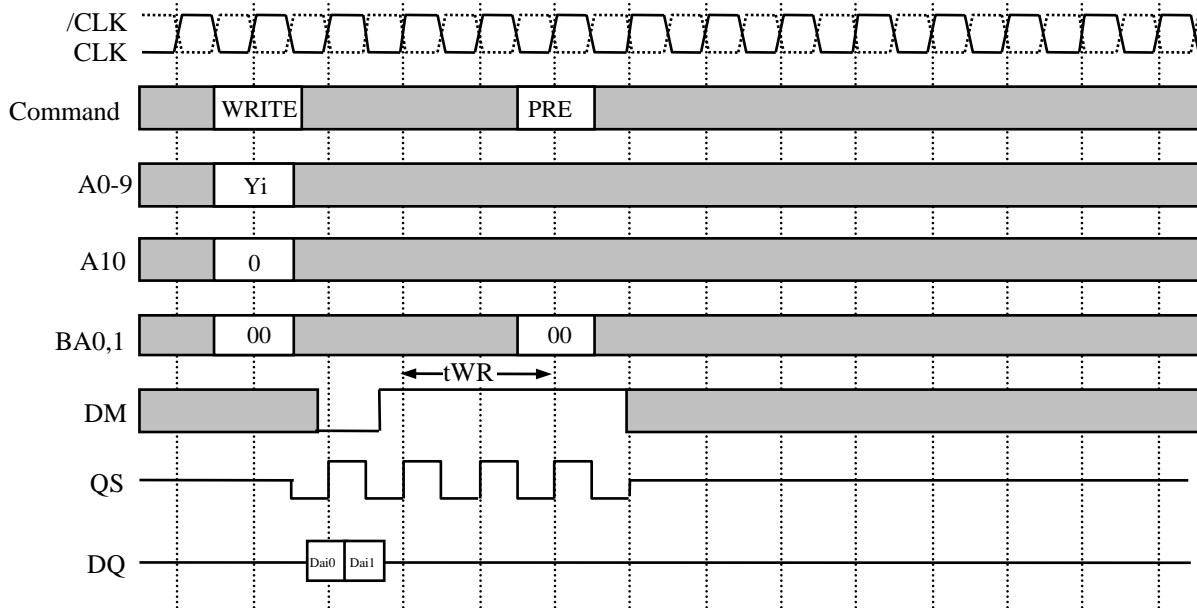 /CLK
CLK
Command WRITE PRE
A0-9 Yi
A10 0
BA0,1 00 00
tWR
DM
QS
DQ Dai0 Dai1